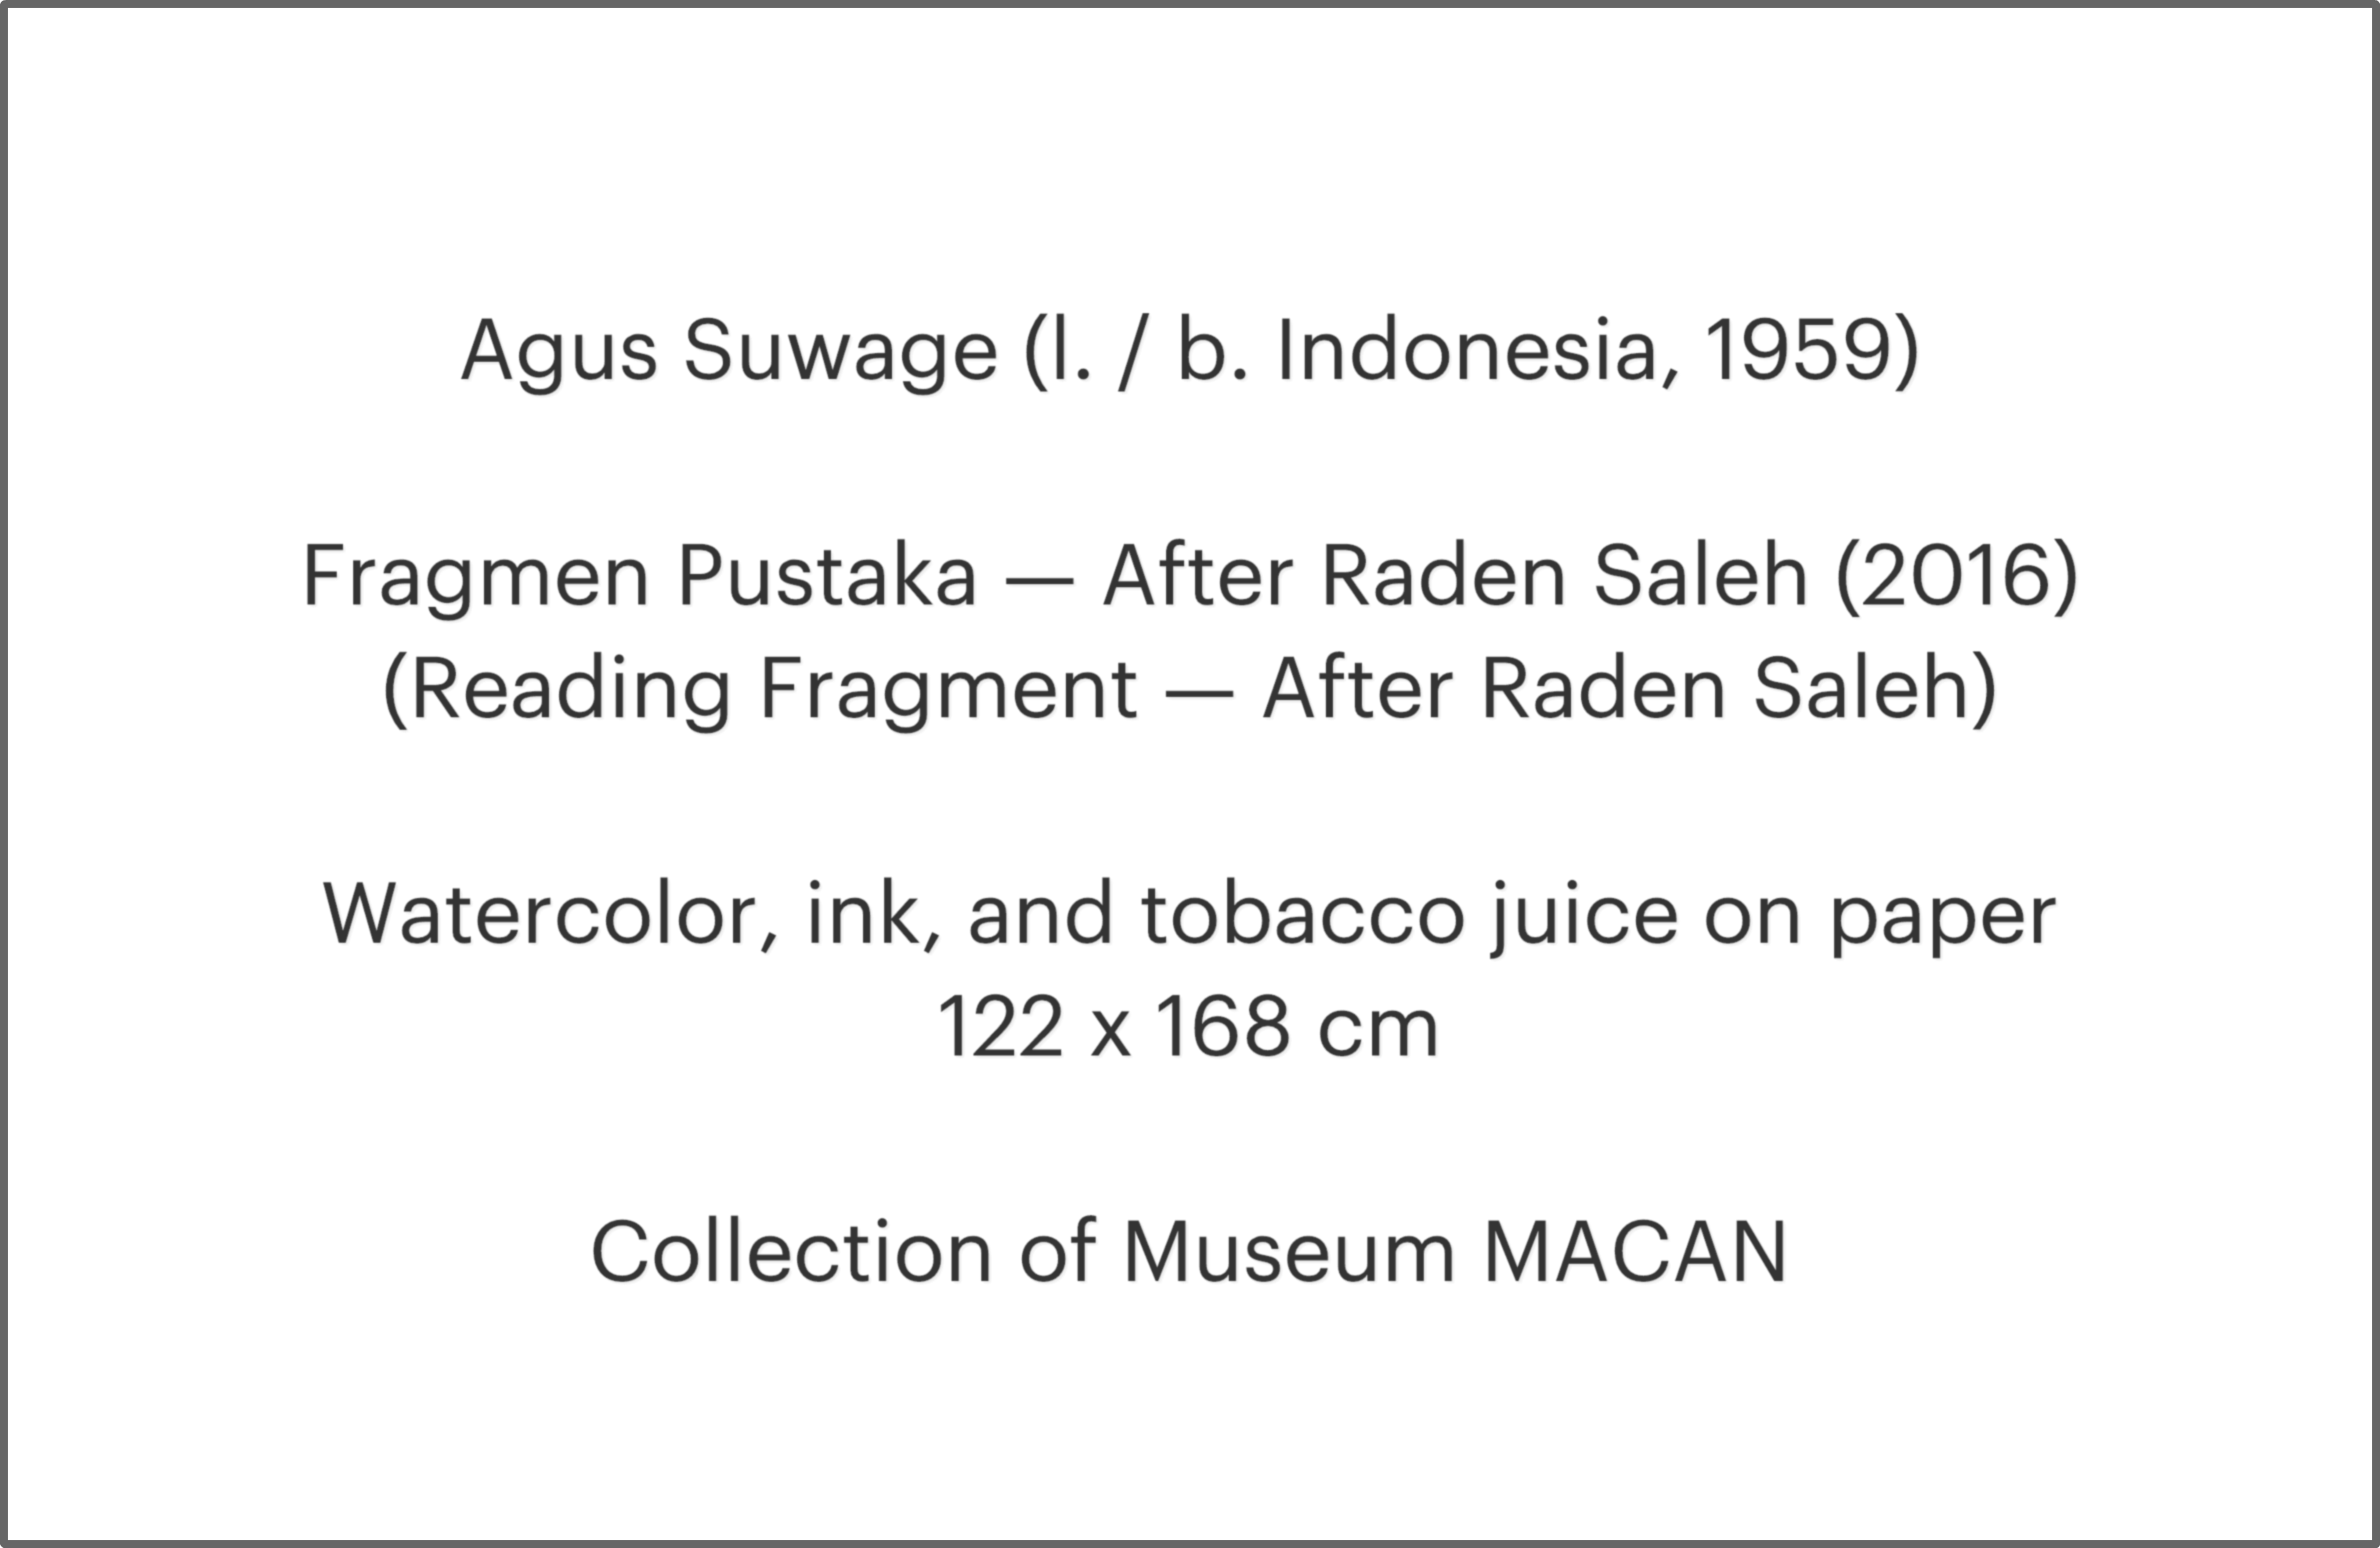 Agus Suwage (l. / b. Indonesia, 1959)
Fragmen Pustaka — After Raden Saleh (2016)
(Reading Fragment — After Raden Saleh)
Watercolor, ink, and tobacco juice on paper
122 x 168 cm
Collection of Museum MACAN